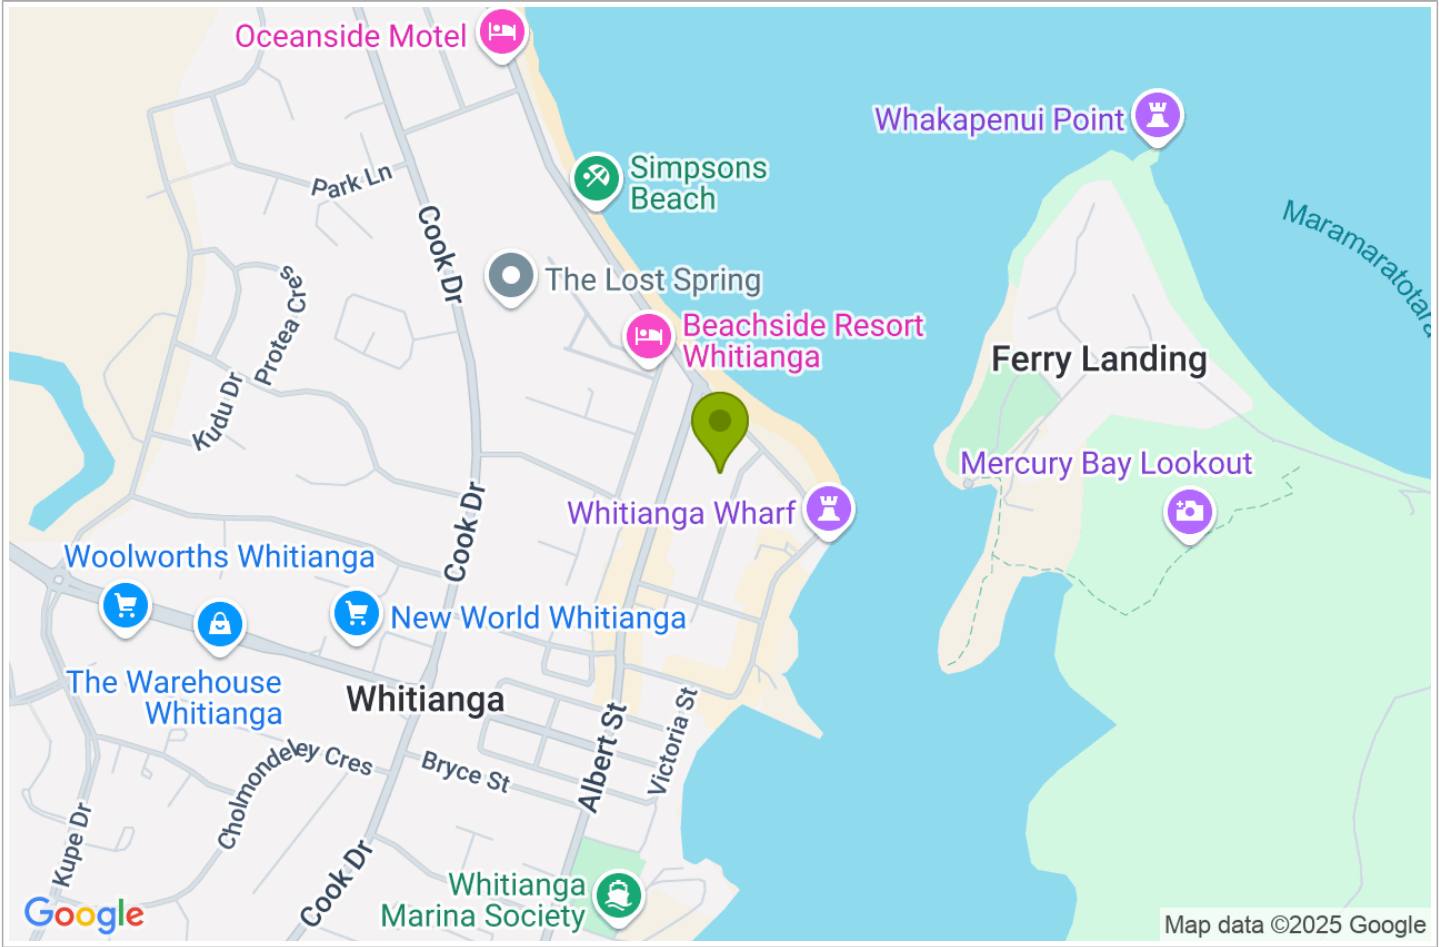 Oceanside Motel
Whakapenui Point
Simpsons
Beach
Park Ln
Maramaratotara
Cook Dr
The Lost Spring
Protea Cres
Beachside Resort
Whitianga
Ferry Landing
Kudu Dr
Mercury Bay Lookout
Cook Dr
Whitianga Wharf
Woolworths Whitianga
New World Whitianga
The Warehouse
Whitianga
Whitianga
Albert St
Victoria St
Cholmondeley Cres
Bryce St
Kupe Dr
Cook Dr
Whitianga
Marina Society
Google
Map data ©2025 Google